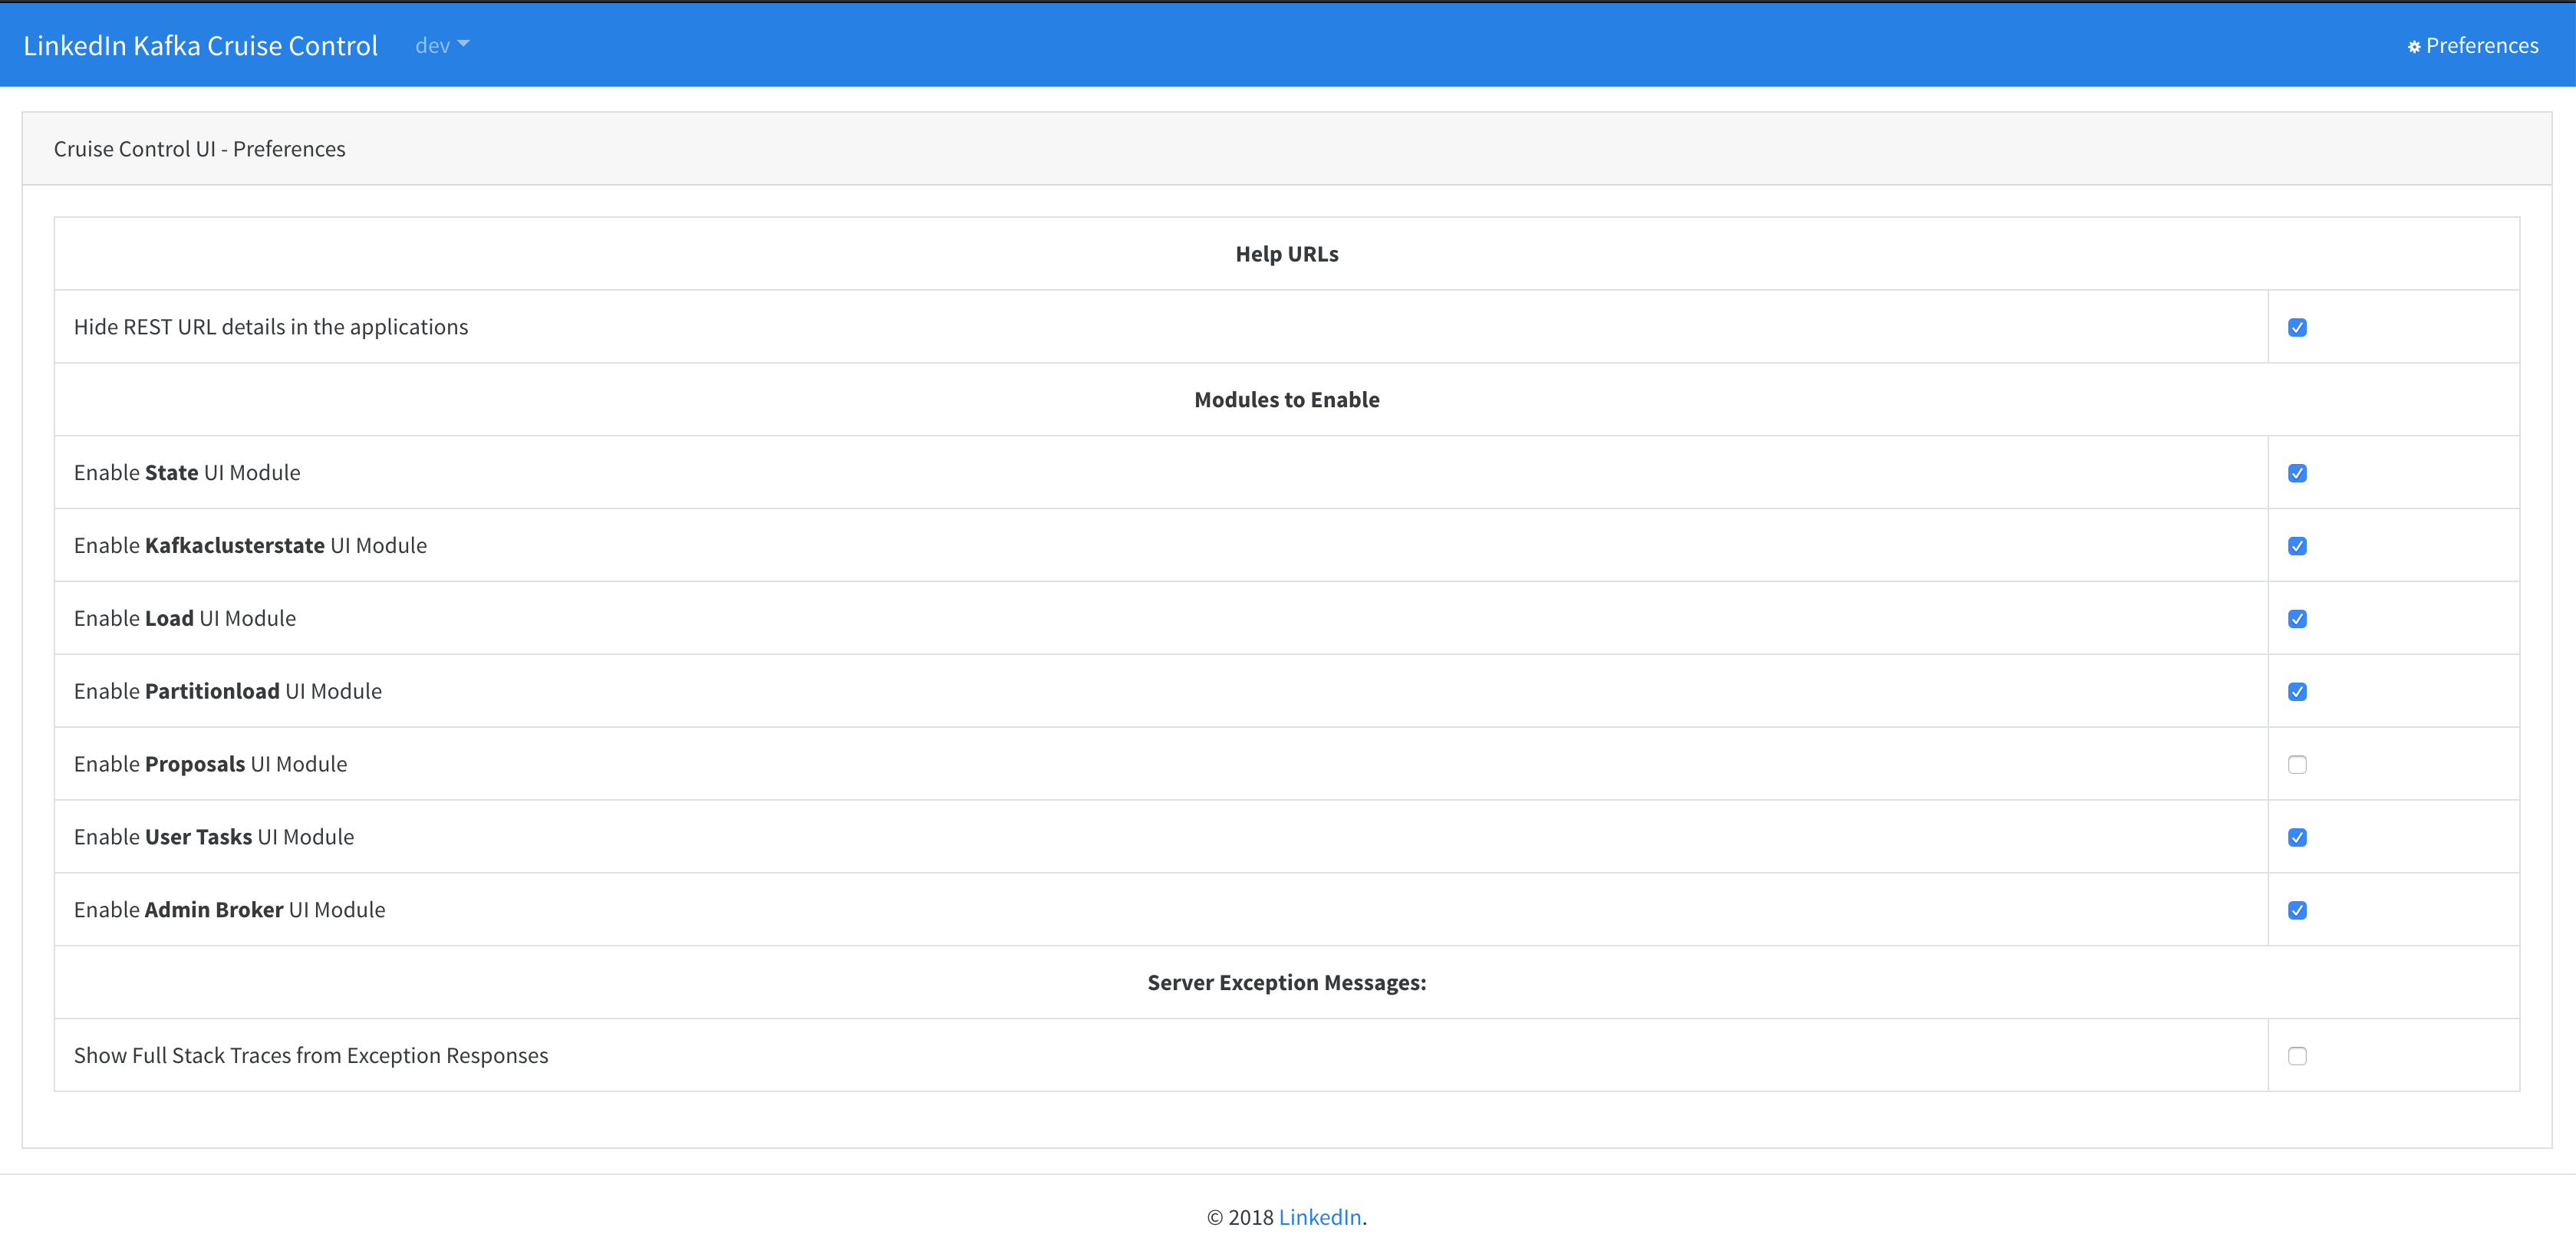 LinkedIn Kafka Cruise Control dev Preferences
Cruise Control UI - Preferences
Help URLs
Hide REST URL details in the applications
Modules to Enable
Enable State UI Module
Enable Kafkaclusterstate UI Module
Enable Load UI Module
Enable Partitionload UI Module
Enable Proposals UI Module
Enable User Tasks UI Module
Enable Admin Broker UI Module
Server Exception Messages:
Show Full Stack Traces from Exception Responses
© 2018 LinkedIn.